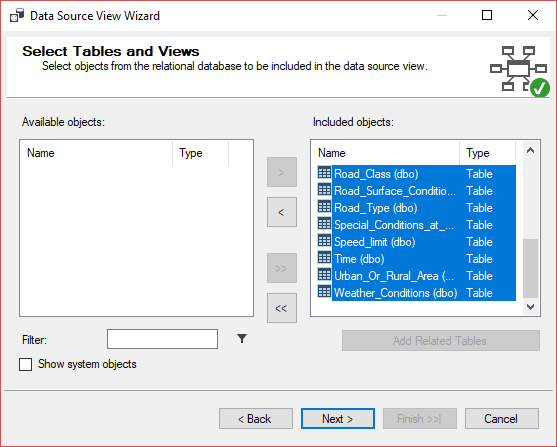 Data Source View Wizard
Select Tables and Views
Select objects from the relational database to be included in the data source view.
Available objects:
Name Type
>
<
>>
<<
Included objects:
Name Type
Road_Class (dbo) Table
Road_Surface_Conditio... Table
Road_Type (dbo) Table
Special_Conditions_at_... Table
Speed_limit (dbo) Table
Time (dbo) Table
Urban_Or_Rural_Area (... Table
Weather_Conditions (dbo) Table
Filter:
Add Related Tables
Show system objects
< Back Next > Finish >>| Cancel